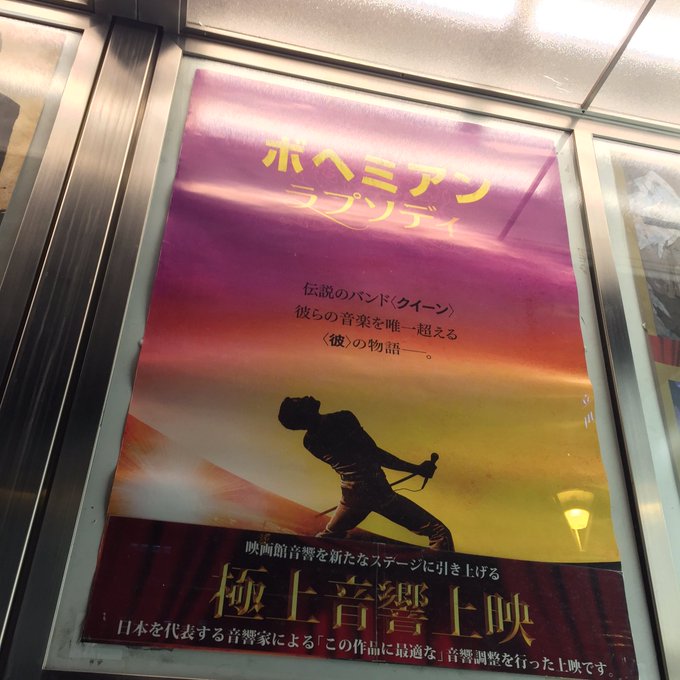 ボヘミアン
ラプソディ
伝説のバンド〈クイーン〉
彼らの音楽を唯一超える
〈彼〉の物語──。
映画館音響を新たなステージに引き上げる
極上音響上映
日本を代表する音響家による「この作品に最適な」音響調整を行った上映です。